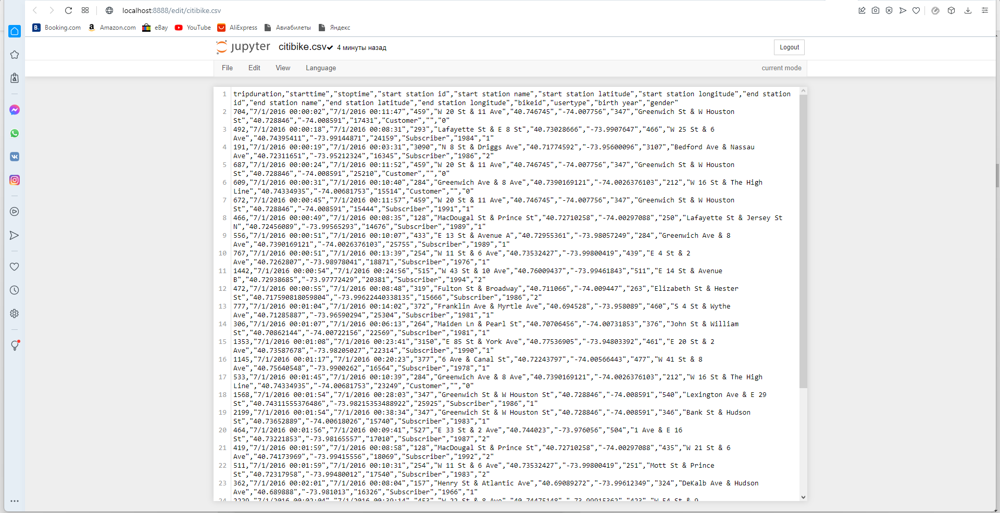 localhost:8888/edit/citibike.csv
Booking.com Amazon.com eBay YouTube AliExpress Авиабилеты Яндекс
jupyter citibike.csv 4 минуты назад Logout
File Edit View Language current mode
1 tripduration,"starttime","stoptime","start station id","start station name","start station latitude","start station longitude","end station
id","end station name","end station latitude","end station longitude","bikeid","usertype","birth year","gender"
2 704,"7/1/2016 00:00:02","7/1/2016 00:11:47","459","W 20 St & 11 Ave","40.746745","-74.007756","347","Greenwich St & W Houston
St","40.728846","-74.008591","17431","Customer","","0"
3 492,"7/1/2016 00:00:18","7/1/2016 00:08:31","293","Lafayette St & E 8 St","40.73028666","-73.9907647","466","W 25 St & 6
Ave","40.74395411","-73.99144871","24159","Subscriber","1984","1"
4 191,"7/1/2016 00:00:19","7/1/2016 00:03:31","3090","N 8 St & Driggs Ave","40.71774592","-73.95600096","3107","Bedford Ave & Nassau
Ave","40.72311651","-73.95212324","16345","Subscriber","1986","2"
5 687,"7/1/2016 00:00:24","7/1/2016 00:11:52","459","W 20 St & 11 Ave","40.746745","-74.007756","347","Greenwich St & W Houston
St","40.728846","-74.008591","25210","Customer","","0"
6 609,"7/1/2016 00:00:31","7/1/2016 00:10:40","284","Greenwich Ave & 8 Ave","40.7390169121","-74.0026376103","212","W 16 St & The High
Line","40.74334935","-74.00681753","15514","Customer","","0"
7 672,"7/1/2016 00:00:45","7/1/2016 00:11:57","459","W 20 St & 11 Ave","40.746745","-74.007756","347","Greenwich St & W Houston
St","40.728846","-74.008591","15444","Subscriber","1991","1"
8 466,"7/1/2016 00:00:49","7/1/2016 00:08:35","128","MacDougal St & Prince St","40.72710258","-74.00297088","250","Lafayette St & Jersey St
N","40.72456089","-73.99565293","14676","Subscriber","1989","1"
9 556,"7/1/2016 00:00:51","7/1/2016 00:10:07","433","E 13 St & Avenue A","40.72955361","-73.98057249","284","Greenwich Ave & 8
Ave","40.7390169121","-74.0026376103","25755","Subscriber","1989","1"
10 767,"7/1/2016 00:00:51","7/1/2016 00:13:39","254","W 11 St & 6 Ave","40.73532427","-73.99800419","439","E 4 St & 2
Ave","40.7262807","-73.98978041","18871","Subscriber","1976","1"
11 1442,"7/1/2016 00:00:54","7/1/2016 00:24:56","515","W 43 St & 10 Ave","40.76009437","-73.99461843","511","E 14 St & Avenue
B","40.72938685","-73.97772429","20381","Subscriber","1994","2"
12 472,"7/1/2016 00:00:55","7/1/2016 00:08:48","319","Fulton St & Broadway","40.711066","-74.009447","263","Elizabeth St & Hester
St","40.717590818059804","-73.99622440338135","15666","Subscriber","1986","2"
13 777,"7/1/2016 00:01:04","7/1/2016 00:14:02","372","Franklin Ave & Myrtle Ave","40.694528","-73.958089","460","S 4 St & Wythe
Ave","40.71285887","-73.96590294","25304","Subscriber","1981","1"
14 306,"7/1/2016 00:01:07","7/1/2016 00:06:13","264","Maiden Ln & Pearl St","40.70706456","-74.00731853","376","John St & William
St","40.70862144","-74.00722156","22569","Subscriber","1981","1"
15 1353,"7/1/2016 00:01:08","7/1/2016 00:23:41","3150","E 85 St & York Ave","40.77536905","-73.94803392","461","E 20 St & 2
Ave","40.73587678","-73.98205027","22314","Subscriber","1990","1"
16 1145,"7/1/2016 00:01:17","7/1/2016 00:20:23","377","6 Ave & Canal St","40.72243797","-74.00566443","477","W 41 St & 8
Ave","40.75640548","-73.9900262","16564","Subscriber","1978","1"
17 533,"7/1/2016 00:01:45","7/1/2016 00:10:39","284","Greenwich Ave & 8 Ave","40.7390169121","-74.0026376103","212","W 16 St & The High
Line","40.74334935","-74.00681753","23249","Customer","","0"
18 1568,"7/1/2016 00:01:54","7/1/2016 00:28:03","347","Greenwich St & W Houston St","40.728846","-74.008591","540","Lexington Ave & E 29
St","40.74311555376486","-73.98215353488922","25925","Subscriber","1986","1"
19 2199,"7/1/2016 00:01:54","7/1/2016 00:38:34","347","Greenwich St & W Houston St","40.728846","-74.008591","346","Bank St & Hudson
St","40.73652889","-74.00618026","15740","Subscriber","1983","1"
20 464,"7/1/2016 00:01:56","7/1/2016 00:09:41","527","E 33 St & 2 Ave","40.744023","-73.976056","504","1 Ave & E 16
St","40.73221853","-73.98165557","17010","Subscriber","1987","2"
21 419,"7/1/2016 00:01:59","7/1/2016 00:08:58","128","MacDougal St & Prince St","40.72710258","-74.00297088","435","W 21 St & 6
Ave","40.74173969","-73.99415556","18069","Subscriber","1992","2"
22 511,"7/1/2016 00:01:59","7/1/2016 00:10:31","254","W 11 St & 6 Ave","40.73532427","-73.99800419","251","Mott St & Prince
St","40.72317958","-73.99480012","17540","Subscriber","1983","2"
23 362,"7/1/2016 00:02:01","7/1/2016 00:08:04","157","Henry St & Atlantic Ave","40.69089272","-73.99612349","324","DeKalb Ave & Hudson
Ave","40.689888","-73.981013","16326","Subscriber","1966","1"
24 2229,"7/1/2016 00:02:04","7/1/2016 00:39:14","453","W 22 St & 8 Ave","40.74475148","-73.99915362","423","W 54 St & 9